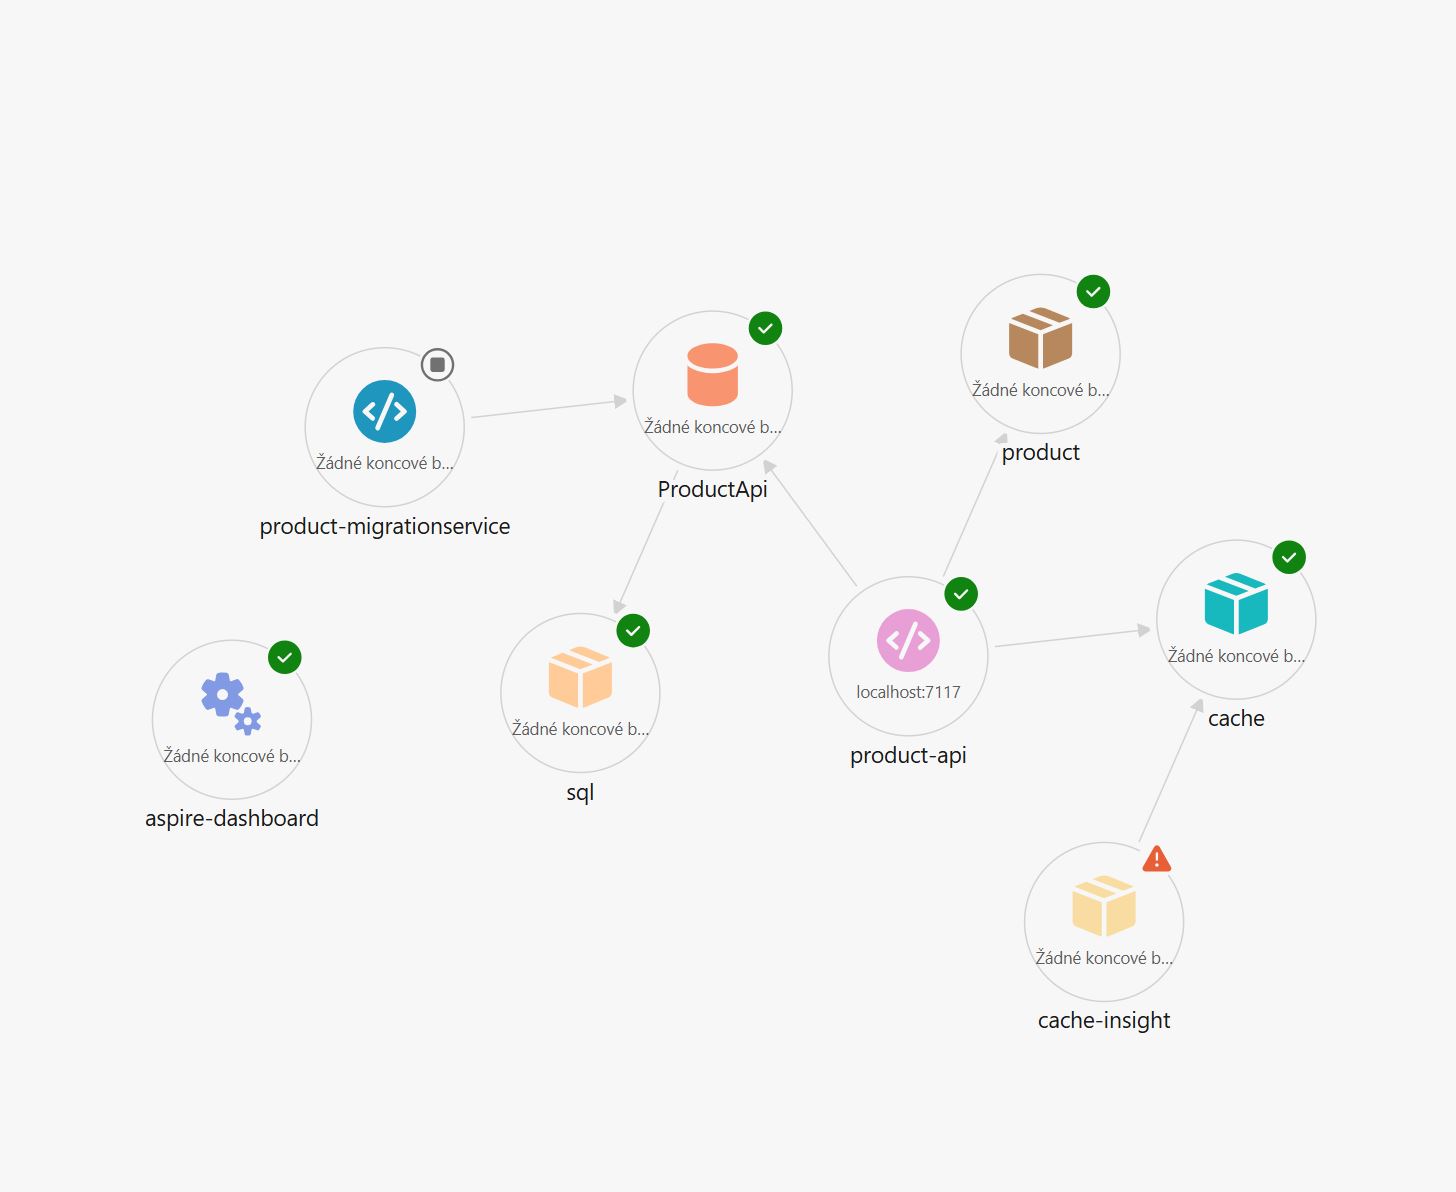 Žádné koncové b...
product
Žádné koncové b...
ProductApi
Žádné koncové b...
product-migrationservice
Žádné koncové b...
cache
localhost:7117
product-api
Žádné koncové b...
sql
Žádné koncové b...
aspire-dashboard
Žádné koncové b...
cache-insight